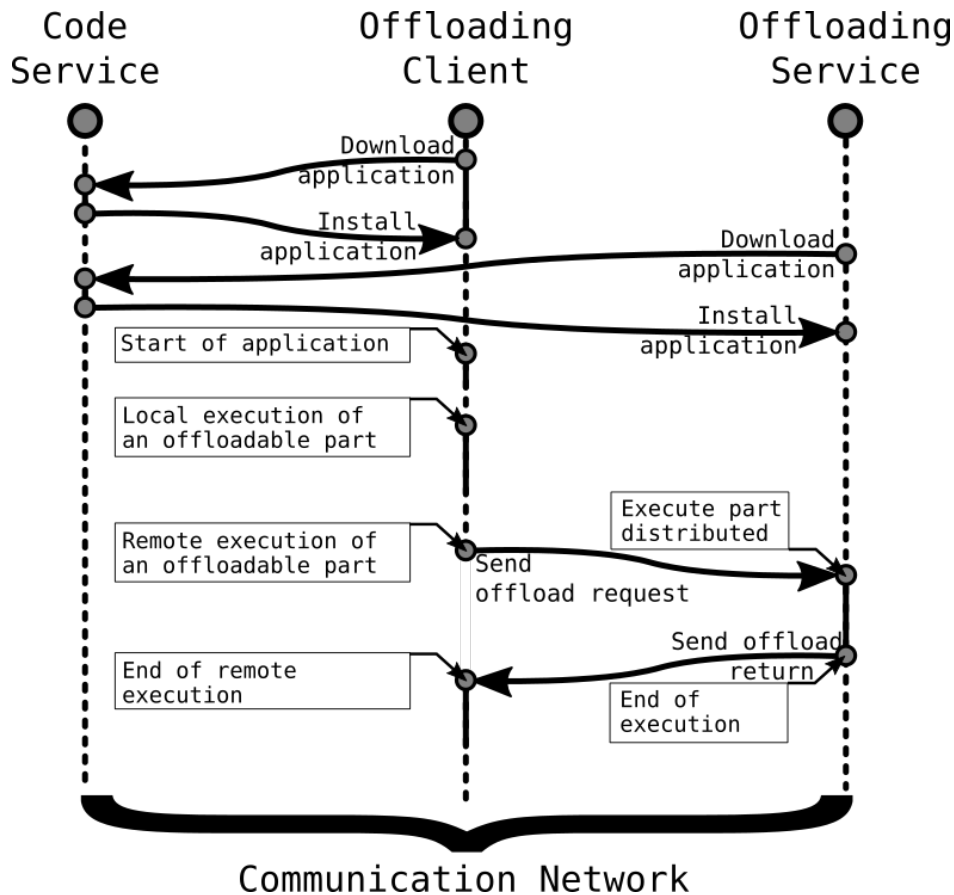 Code
Service
Offloading
Client
Offloading
Service
Download
application
Install
application
Download
application
Install
application
Start of application
Local execution of
an offloadable part
Execute part
distributed
Remote execution of
an offloadable part
Send
offload request
Send offload
return
End of remote
execution
End of
execution
Communication Network